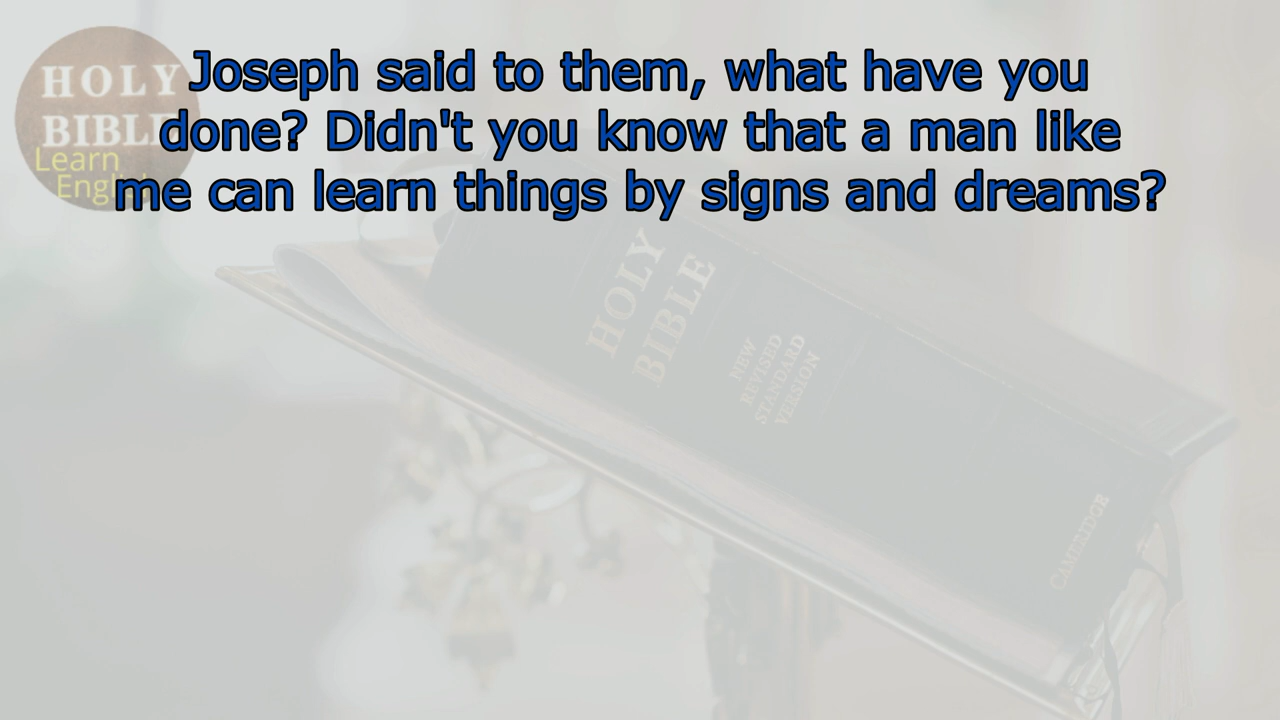 Joseph said to them, what have you
done? Didn't you know that a man like
me can learn things by signs and dreams?
HOLY
BIBLE
Learn
English
HOLY
BIBLE
NEW
REVISED
STANDARD
VERSION
CAMBRIDGE